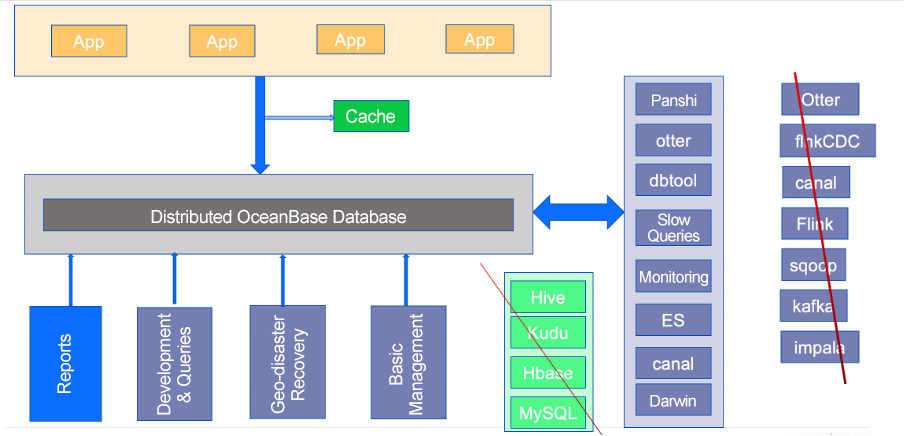 App
App
App
App
Cache
Distributed OceanBase Database
Reports
Development
& Queries
Geo-disaster
Recovery
Basic
Management
Hive
Kudu
Hbase
MySQL
Panshi
otter
dbtool
Slow
Queries
Monitoring
ES
canal
Darwin
Otter
flnkCDC
canal
Flink
sqoop
kafka
impala